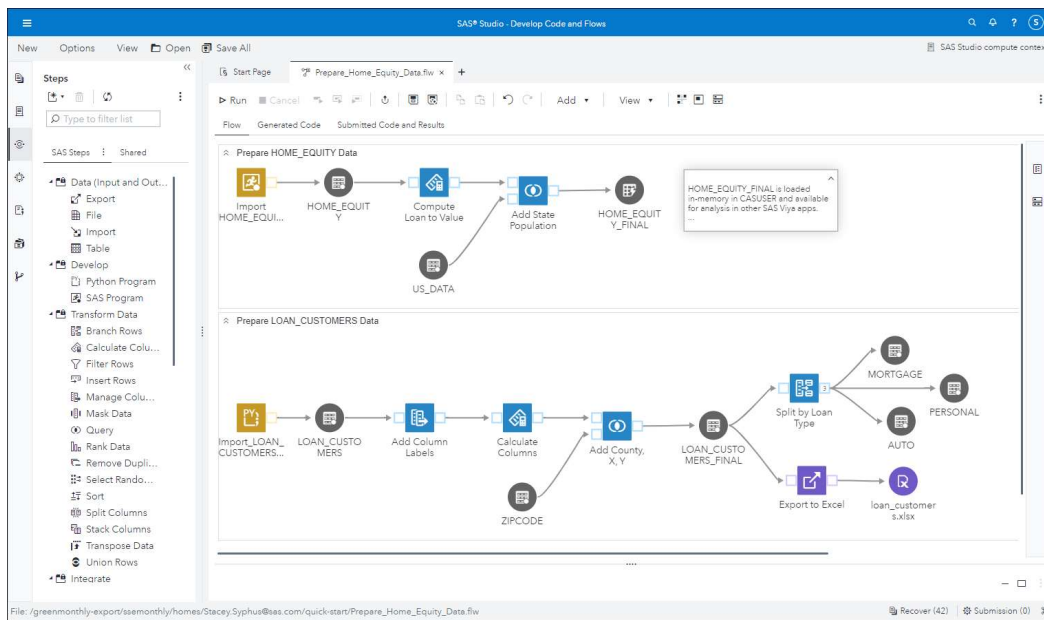 SAS® Studio - Develop Code and Flows
?
S
New Options View Open Save All
SAS Studio compute contex
Steps
Type to filter list
SAS Steps
Shared
Data (Input and Out...
Export
File
Import
Table
Develop
Python Program
SAS Program
Transform Data
Branch Rows
Calculate Colu...
Filter Rows
Insert Rows
Manage Colu...
Mask Data
Query
Rank Data
Remove Dupli...
Select Rando...
Sort
Split Columns
Stack Columns
Transpose Data
Union Rows
Integrate
Start Page
Prepare_Home_Equity_Data.flw ×
+
Run Cancel Add View
Flow Generated Code Submitted Code and Results
Prepare HOME_EQUITY Data
Import
HOME_EQUI...
HOME_EQUIT
Y
Compute
Loan to Value
Add State
Population
HOME_EQUIT
Y_FINAL
HOME_EQUITY_FINAL is loaded
in-memory in CASUSER and available
for analysis in other SAS Viya apps.
...
US_DATA
Prepare LOAN_CUSTOMERS Data
PY
Import_LOAN_
CUSTOMERS...
LOAN_CUSTO
MERS
Add Column
Labels
Calculate
Columns
Add County,
X, Y
LOAN_CUSTO
MERS_FINAL
3
Split by Loan
Type
MORTGAGE
PERSONAL
AUTO
ZIPCODE
Export to Excel
loan_customer
s.xlsx
File: /greenmonthly-export/ssemonthly/homes/Stacey.Syphus@sas.com/quick-start/Prepare_Home_Equity_Data.flw
Recover (42)
Submission (0)